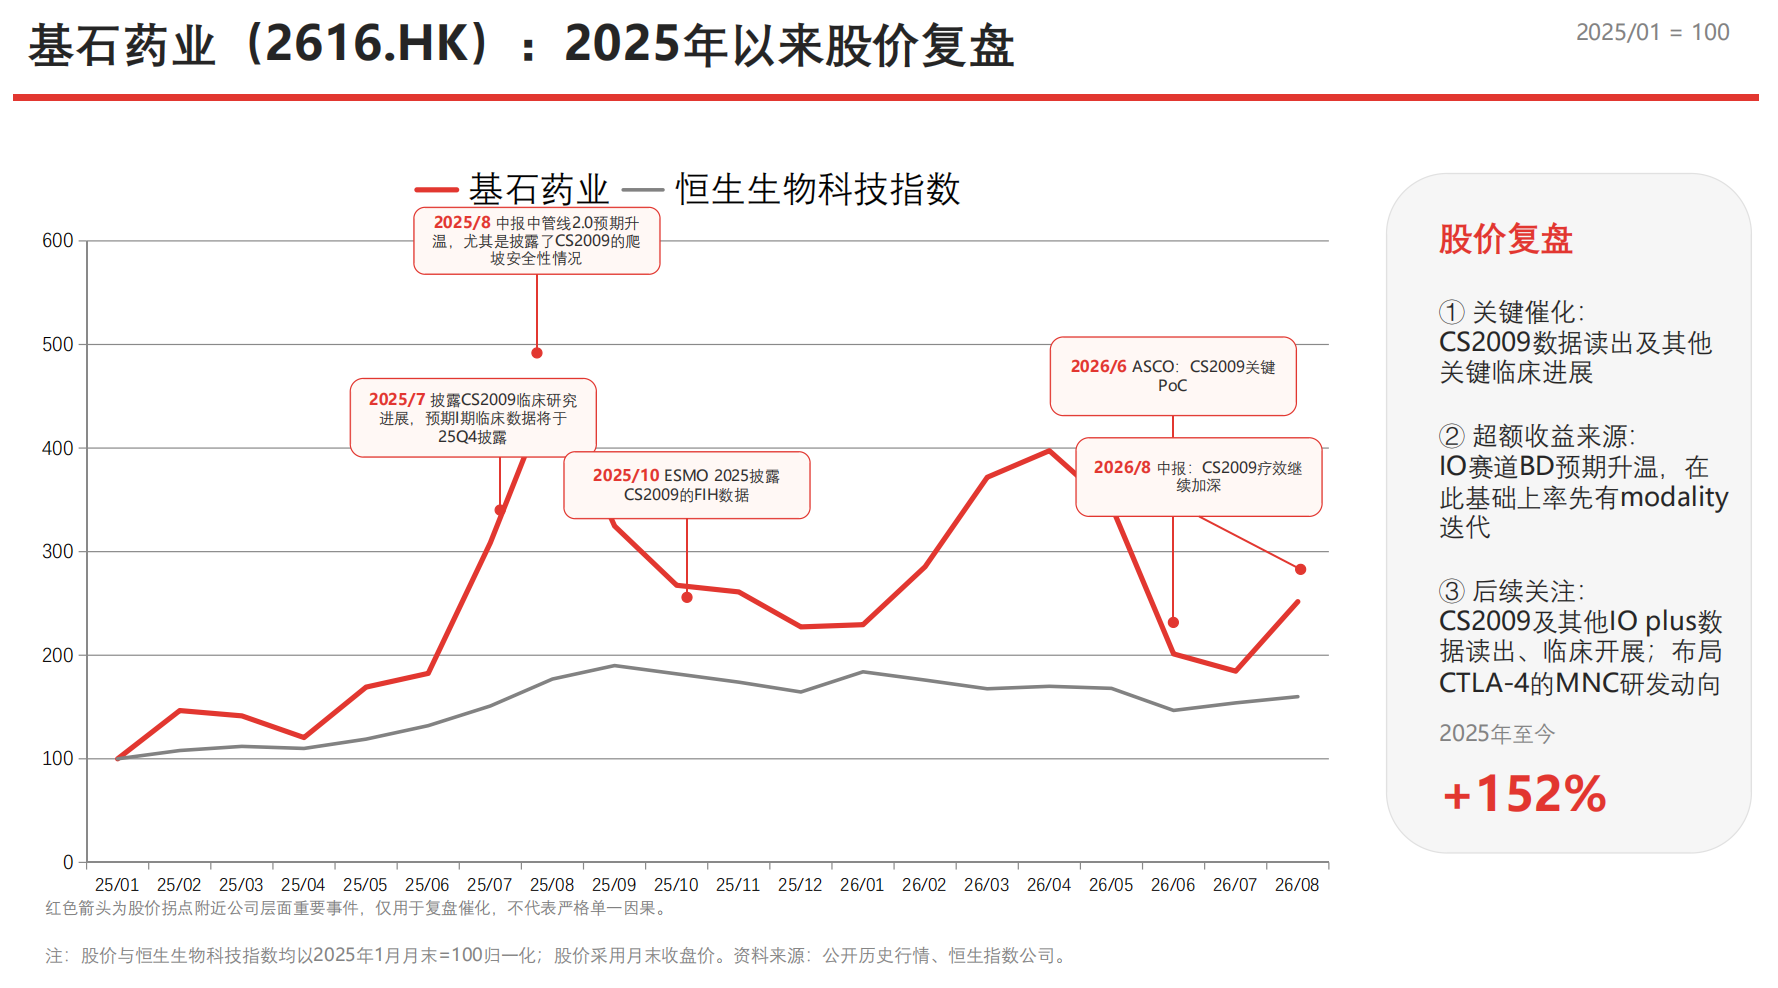 基石药业（2616.HK）：2025年以来股价复盘
2025/01 = 100
基石药业
恒生生物科技指数
2025/8 中报中管线2.0预期升
温，尤其是披露了CS2009的爬
坡安全性情况
2025/7 披露CS2009临床研究
进展，预期I期临床数据将于
25Q4披露
2025/10 ESMO 2025披露
CS2009的FIH数据
2026/6 ASCO：CS2009关键
PoC
2026/8 中报：CS2009疗效继
续加深
600
500
400
300
200
100
0
25/01
25/02
25/03
25/04
25/05
25/06
25/07
25/08
25/09
25/10
25/11
25/12
26/01
26/02
26/03
26/04
26/05
26/06
26/07
26/08
股价复盘
① 关键催化：
CS2009数据读出及其他
关键临床进展
② 超额收益来源：
IO赛道BD预期升温，在
此基础上率先有modality
迭代
③ 后续关注：
CS2009及其他IO plus数
据读出、临床开展；布局
CTLA-4的MNC研发动向
2025年至今
+152%
红色箭头为股价拐点附近公司层面重要事件，仅用于复盘催化，不代表严格单一因果。
注：股价与恒生生物科技指数均以2025年1月月末=100归一化；股价采用月末收盘价。资料来源：公开历史行情、恒生指数公司。